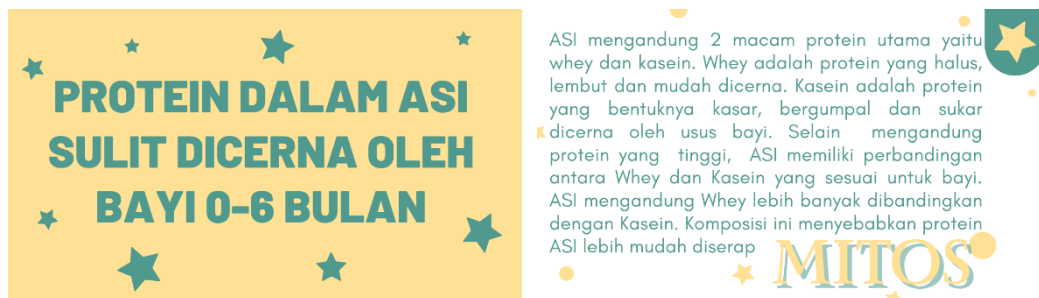 PROTEIN DALAM ASI
SULIT DICERNA OLEH
BAYI 0-6 BULAN
ASI mengandung 2 macam protein utama yaitu
whey dan kasein. Whey adalah protein yang halus,
lembut dan mudah dicerna. Kasein adalah protein
yang bentuknya kasar, bergumpal dan sukar
dicerna oleh usus bayi. Selain mengandung
protein yang tinggi, ASI memiliki perbandingan
antara Whey dan Kasein yang sesuai untuk bayi.
ASI mengandung Whey lebih banyak dibandingkan
dengan Kasein. Komposisi ini menyebabkan protein
ASI lebih mudah diserap
MITOS